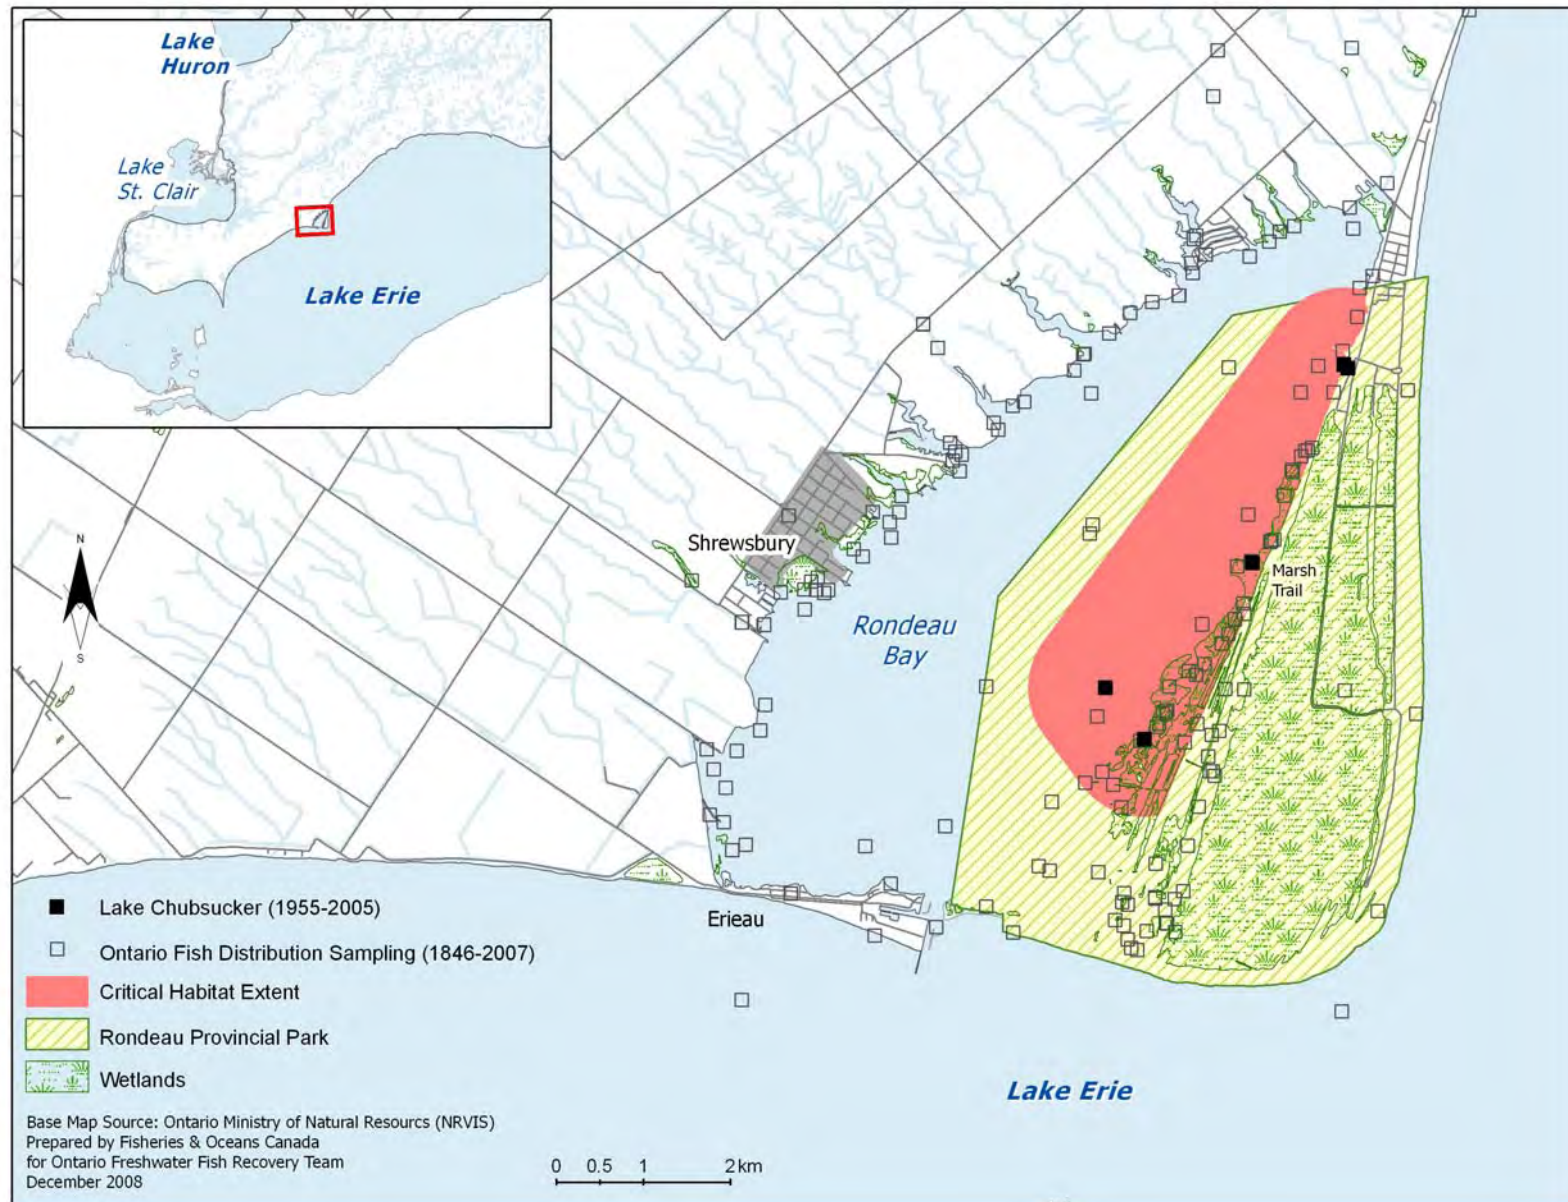 Lake
Huron
Lake
St. Clair
Lake Erie
N
S
Shrewsbury
Rondeau
Bay
Marsh
Trail
Erieau
Lake Erie
Lake Chubsucker (1955-2005)
Ontario Fish Distribution Sampling (1846-2007)
Critical Habitat Extent
Rondeau Provincial Park
Wetlands
Base Map Source: Ontario Ministry of Natural Resourcs (NRVIS)
Prepared by Fisheries & Oceans Canada
for Ontario Freshwater Fish Recovery Team
December 2008
0 0.5 1 2 km